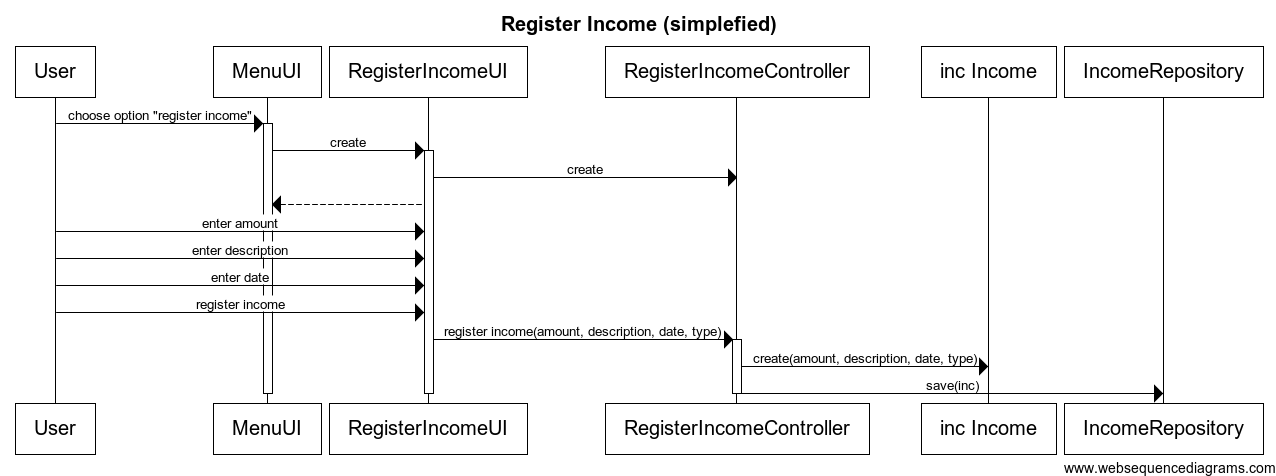 Register Income (simplefied)
User
MenuUI
RegisterIncomeUI
RegisterIncomeController
inc Income
IncomeRepository
choose option "register income"
create
create
enter amount
enter description
enter date
register income
register income(amount, description, date, type)
create(amount, description, date, type)
save(inc)
User
MenuUI
RegisterIncomeUI
RegisterIncomeController
inc Income
IncomeRepository
www.websequencediagrams.com